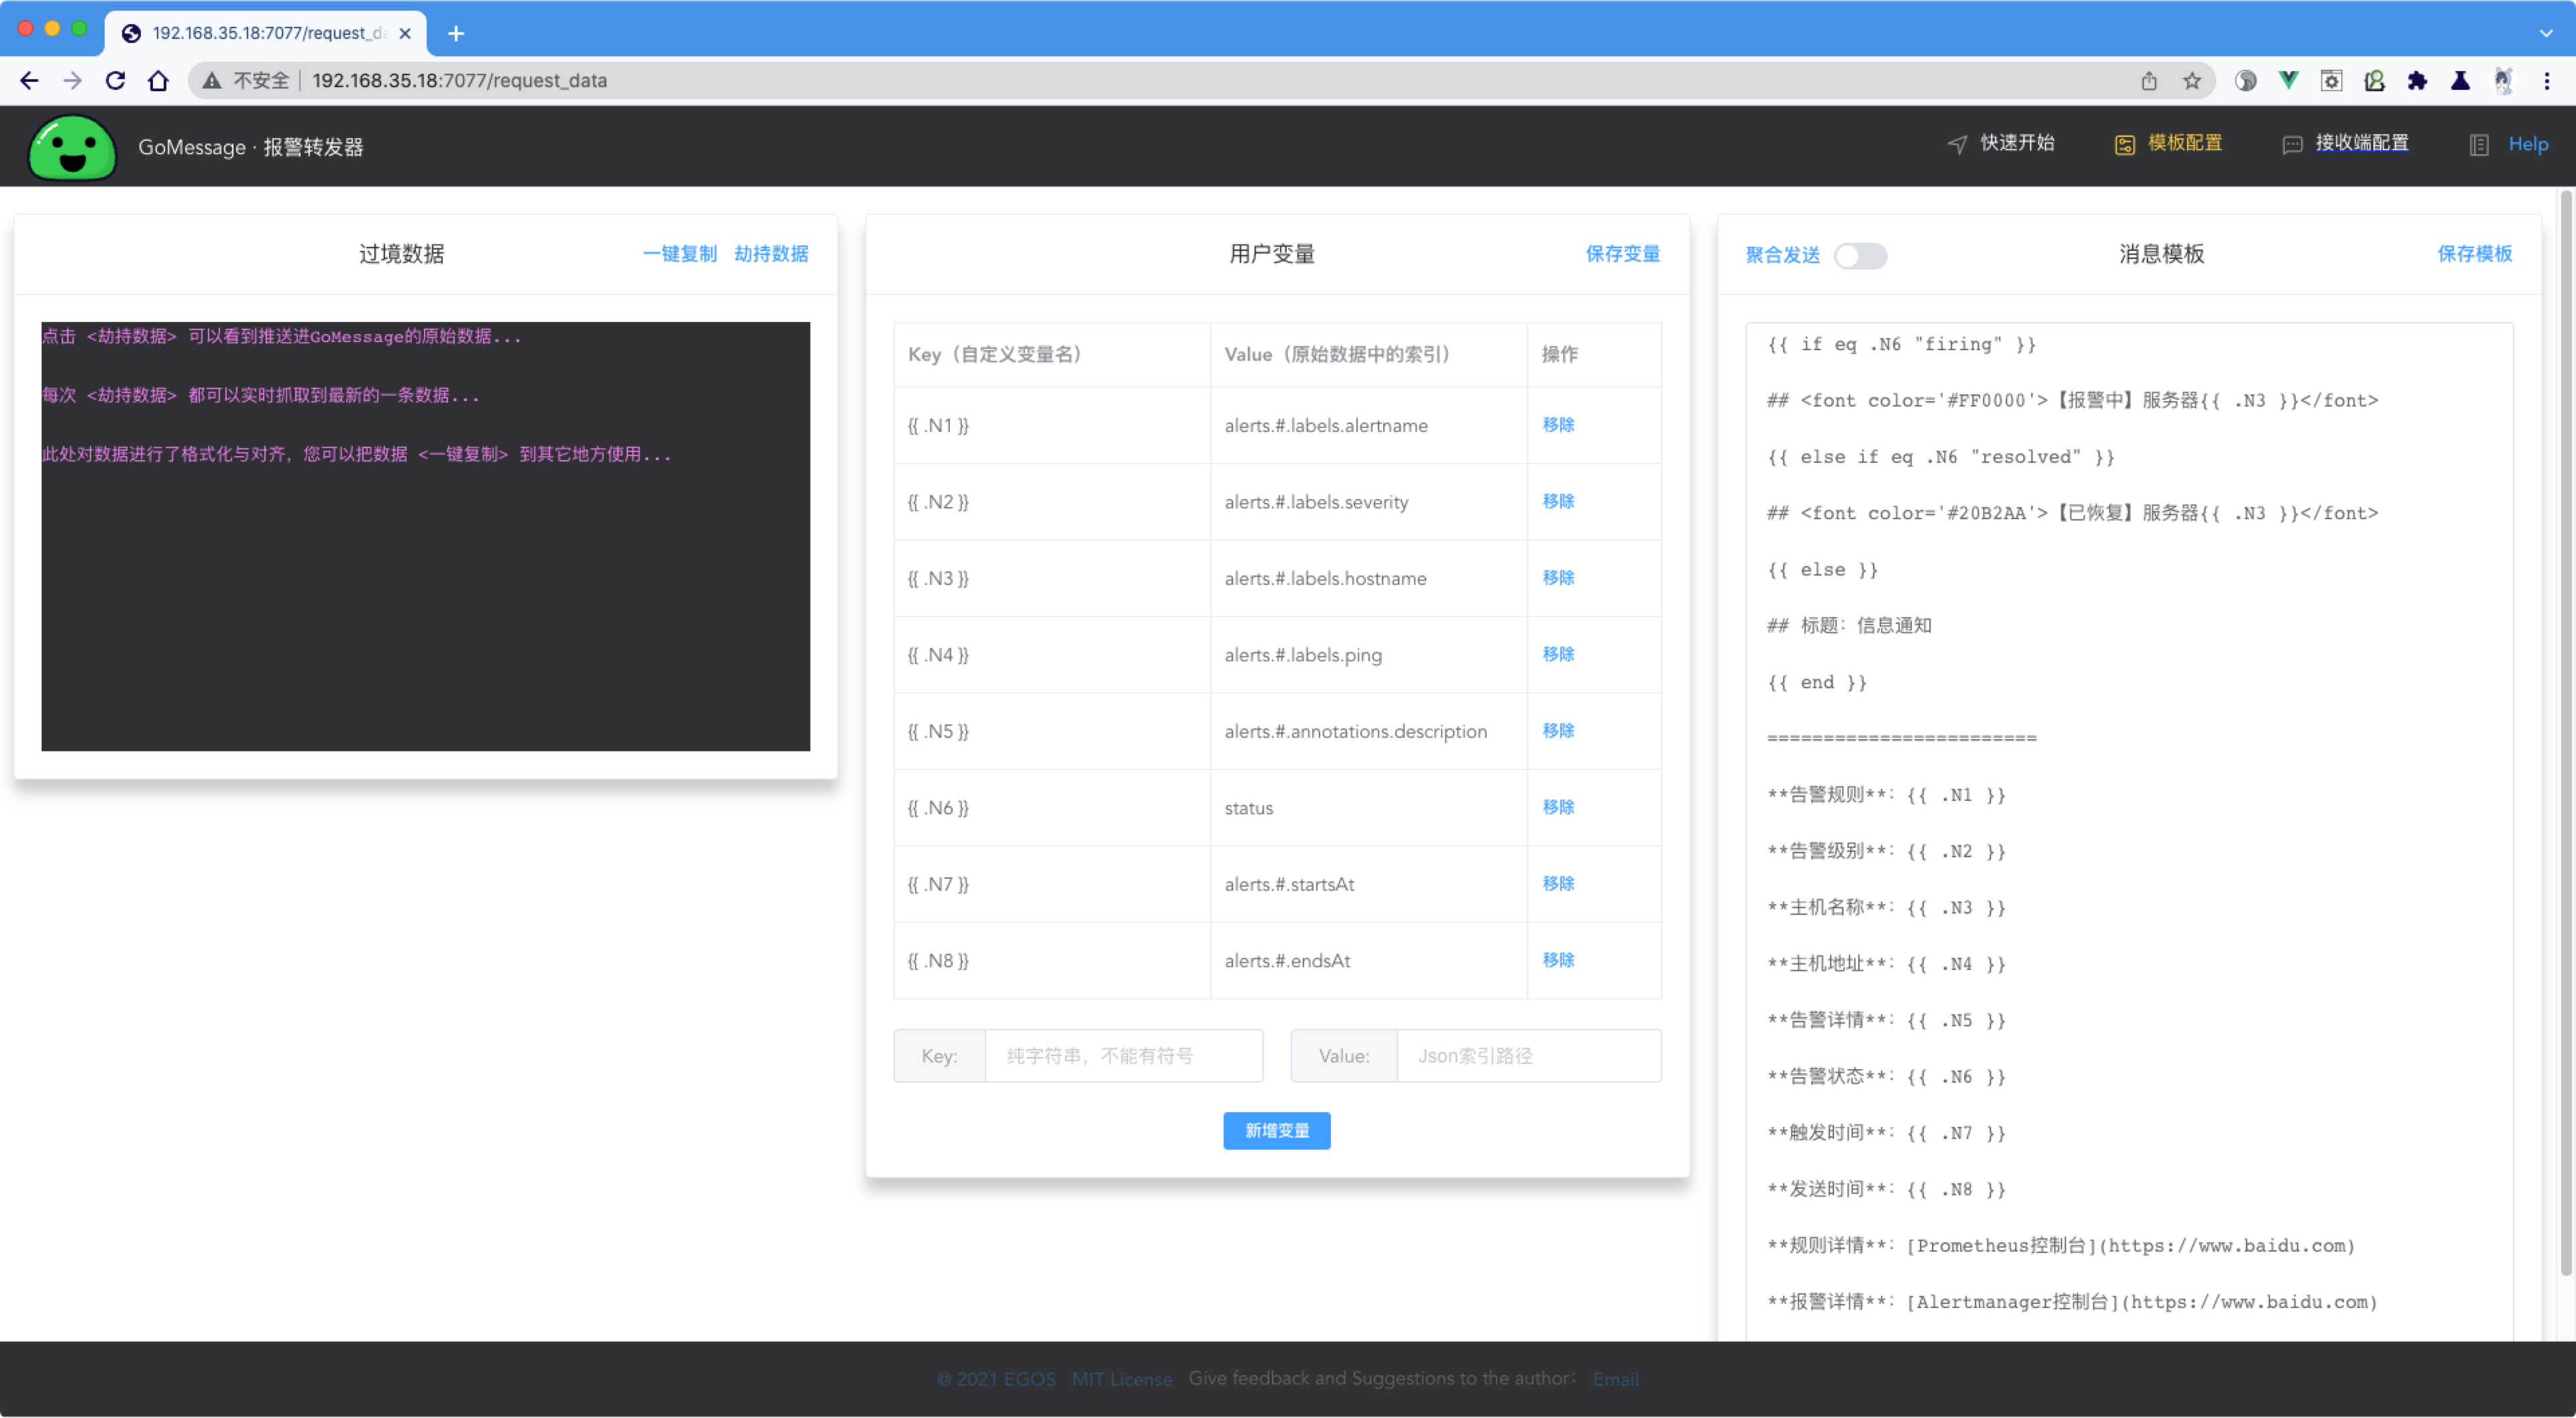 192.168.35.18:7077/request_da
不安全 192.168.35.18:7077/request_data
GoMessage · 报警转发器
快速开始 模板配置 接收端配置 Help
过境数据 一键复制 劫持数据
点击 <劫持数据> 可以看到推送进GoMessage的原始数据...
每次 <劫持数据> 都可以实时抓取到最新的一条数据...
此处对数据进行了格式化与对齐，您可以把数据 <一键复制> 到其它地方使用...
用户变量 保存变量
Key（自定义变量名） Value（原始数据中的索引） 操作
{{ .N1 }} alerts.#.labels.alertname 移除
{{ .N2 }} alerts.#.labels.severity 移除
{{ .N3 }} alerts.#.labels.hostname 移除
{{ .N4 }} alerts.#.labels.ping 移除
{{ .N5 }} alerts.#.annotations.description 移除
{{ .N6 }} status 移除
{{ .N7 }} alerts.#.startsAt 移除
{{ .N8 }} alerts.#.endsAt 移除
Key: 纯字符串，不能有符号 Value: Json索引路径
新增变量
聚合发送 消息模板 保存模板
{{ if eq .N6 "firing" }}
## <font color='#FF0000'>【报警中】服务器{{ .N3 }}</font>
{{ else if eq .N6 "resolved" }}
## <font color='#20B2AA'>【已恢复】服务器{{ .N3 }}</font>
{{ else }}
## 标题：信息通知
{{ end }}
========================
**告警规则**: {{ .N1 }}
**告警级别**: {{ .N2 }}
**主机名称**: {{ .N3 }}
**主机地址**: {{ .N4 }}
**告警详情**: {{ .N5 }}
**告警状态**: {{ .N6 }}
**触发时间**: {{ .N7 }}
**发送时间**: {{ .N8 }}
**规则详情**: [Prometheus控制台](https://www.baidu.com)
**报警详情**: [Alertmanager控制台](https://www.baidu.com)
@ 2021 EGOS MIT License Give feedback and Suggestions to the author： Email